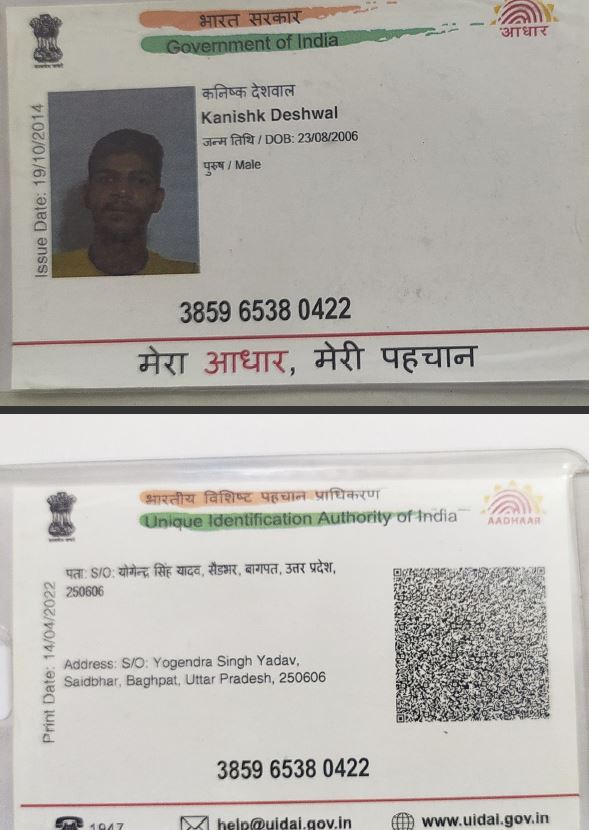 भारत सरकार
Government of India
आधार
Issue Date: 19/10/2014
कनिष्क देशवाल
Kanishk Deshwal
जन्म तिथि / DOB: 23/08/2006
पुरुष / Male
3859 6538 0422
मेरा आधार, मेरी पहचान
भारतीय विशिष्ट पहचान प्राधिकरण
Unique Identification Authority of India
AADHAAR
Print Date: 14/04/2022
पता: S/O: योगेन्द्र सिंह यादव, सैडभर, बागपत, उत्तर प्रदेश,
250606
Address: S/O: Yogendra Singh Yadav,
Saidbhar, Baghpat, Uttar Pradesh, 250606
3859 6538 0422
1947
help@uidai.gov.in
www.uidai.gov.in